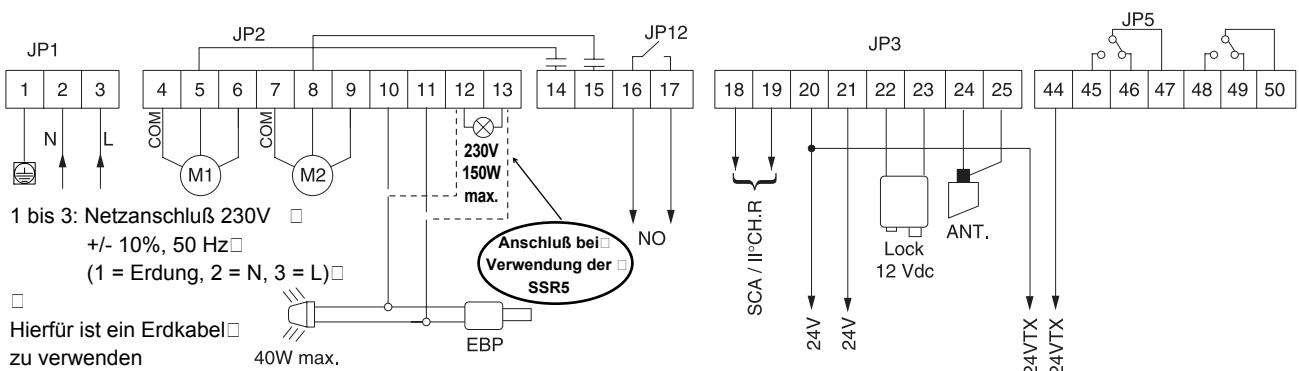 JP1
JP2
JP12
JP3
JP5
1 2 3
4 5 6 7 8 9 10 11 12 13
14 15 16 17
18 19 20 21 22 23 24 25
44 45 46 47 48 49 50
N L
COM
COM
M1
M2
230V
150W
max.
1 bis 3: Netzanschluß 230V
+/- 10%, 50 Hz
(1 = Erdung, 2 = N, 3 = L)
Hierfür ist ein Erdkabel
zu verwenden
40W max.
EBP
Anschluß bei
Verwendung der
SSR5
NO
SCA / II°CH.R
24V
24V
Lock
12 Vdc
ANT.
24VTX
24VTX